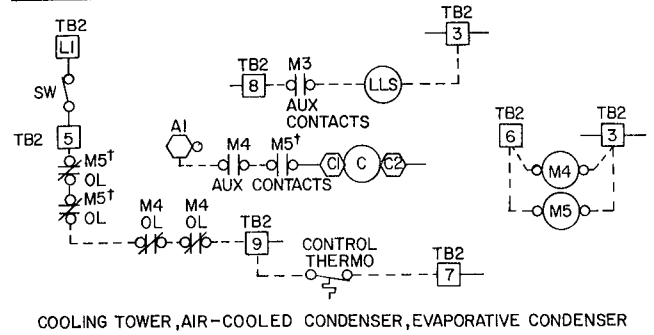 TB2
L1
SW
TB2 5
M5†
OL
M5†
OL
M4
OL
M4
OL
TB2
9
CONTROL
THERMO
TB2
7
TB2
8
M3
AUX
CONTACTS
LLS
TB2
3
A1
M4
M5†
AUX CONTACTS
C1
C
C2
TB2
6
TB2
3
M4
M5
COOLING TOWER, AIR-COOLED CONDENSER, EVAPORATIVE CONDENSER